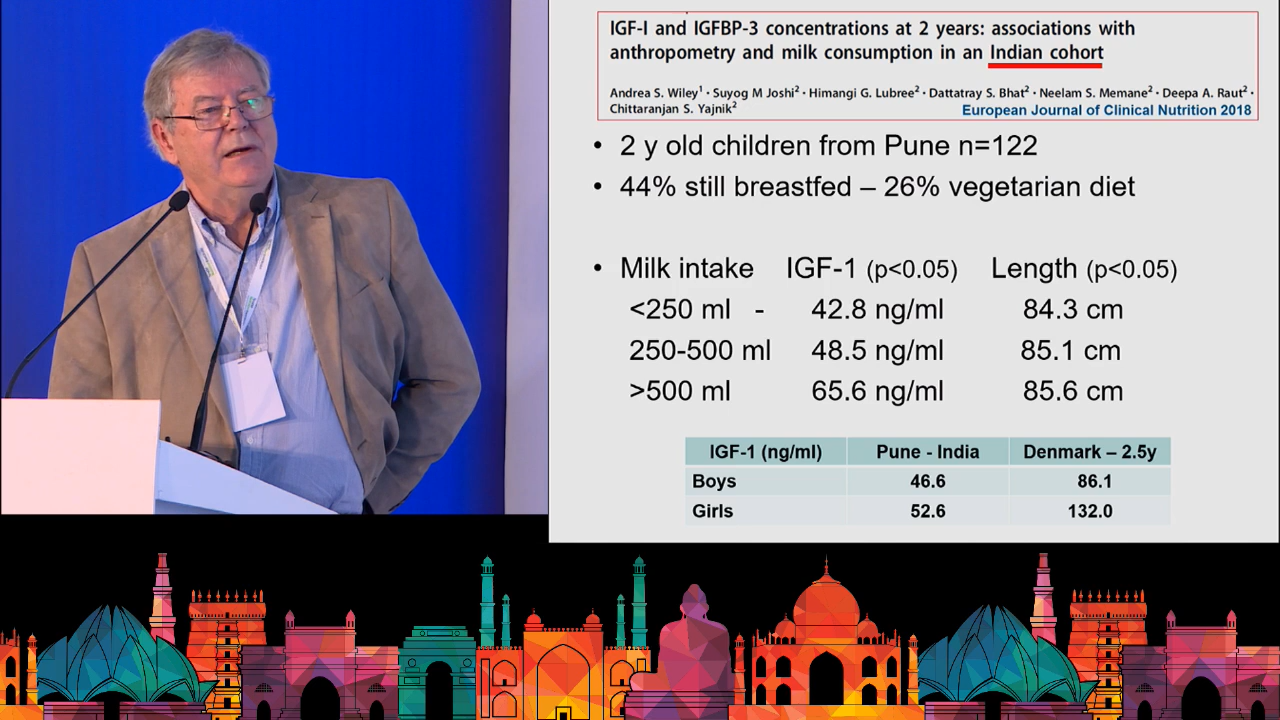 IGF-I and IGFBP-3 concentrations at 2 years: associations with
anthropometry and milk consumption in an Indian cohort
Andrea S. Wiley1 · Suyog M Joshi2 · Himangi G. Lubree2 · Dattatray S. Bhat2 · Neelam S. Memane2 · Deepa A. Raut2 ·
Chittaranjan S. Yajnik2 European Journal of Clinical Nutrition 2018
• 2 y old children from Pune n=122
• 44% still breastfed – 26% vegetarian diet
• Milk intake IGF-1 (p<0.05) Length (p<0.05)
<250 ml - 42.8 ng/ml 84.3 cm
250-500 ml 48.5 ng/ml 85.1 cm
>500 ml 65.6 ng/ml 85.6 cm
IGF-1 (ng/ml) Pune - India Denmark – 2.5y
Boys 46.6 86.1
Girls 52.6 132.0